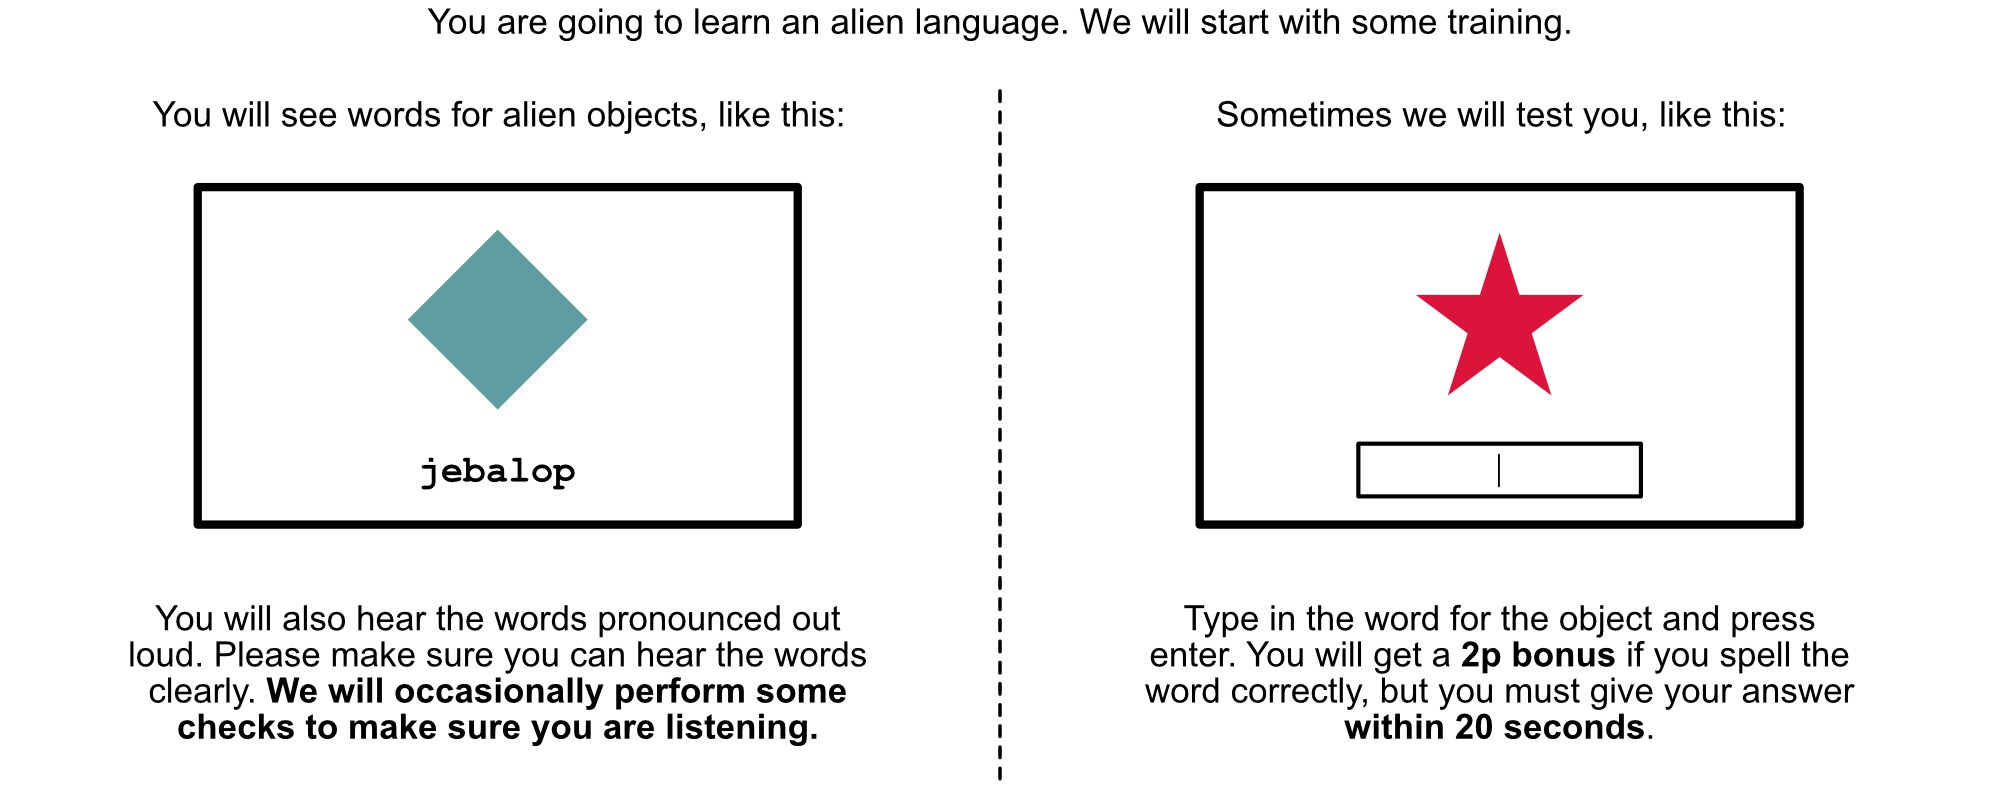 You are going to learn an alien language. We will start with some training.
You will see words for alien objects, like this:
jebalop
You will also hear the words pronounced out
loud. Please make sure you can hear the words
clearly. We will occasionally perform some
checks to make sure you are listening.
Sometimes we will test you, like this:
Type in the word for the object and press
enter. You will get a 2p bonus if you spell the
word correctly, but you must give your answer
within 20 seconds.